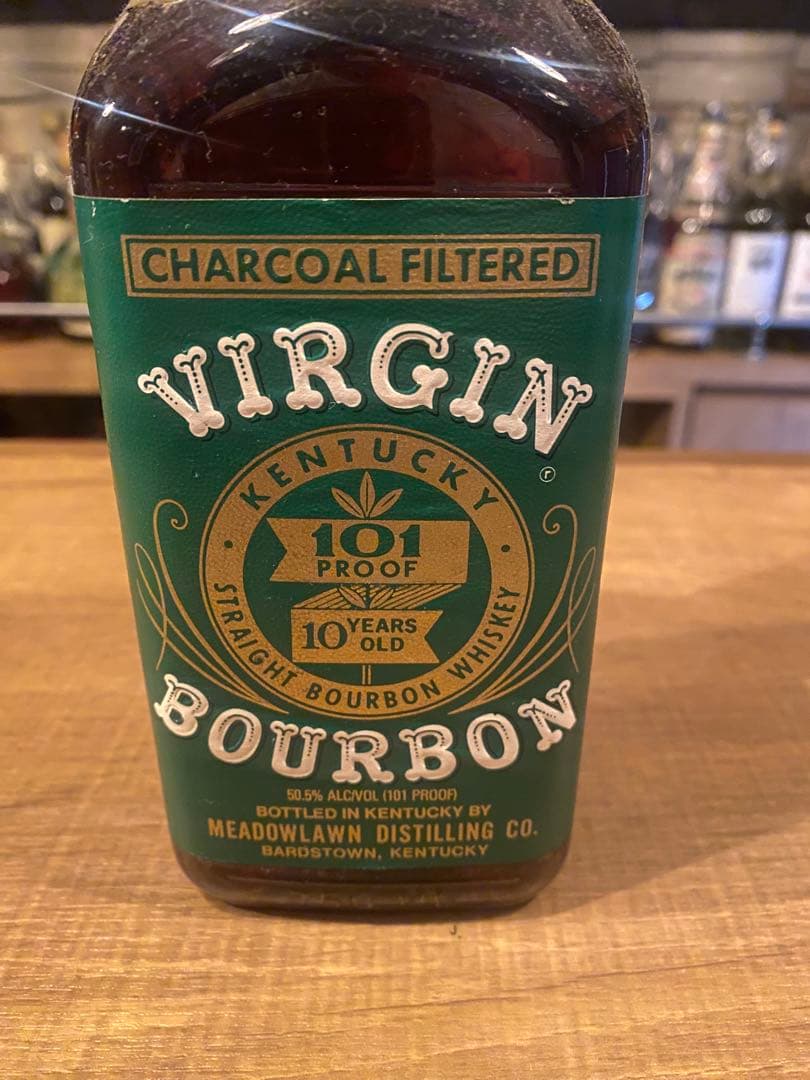 CHARCOAL FILTERED
VIRGIN
®
KENTUCKY
101
PROOF
10 YEARS
OLD
STRAIGHT BOURBON WHISKEY
BOURBON
50.5% ALC/VOL (101 PROOF)
BOTTLED IN KENTUCKY BY
MEADOWLAWN DISTILLING CO.
BARDSTOWN, KENTUCKY